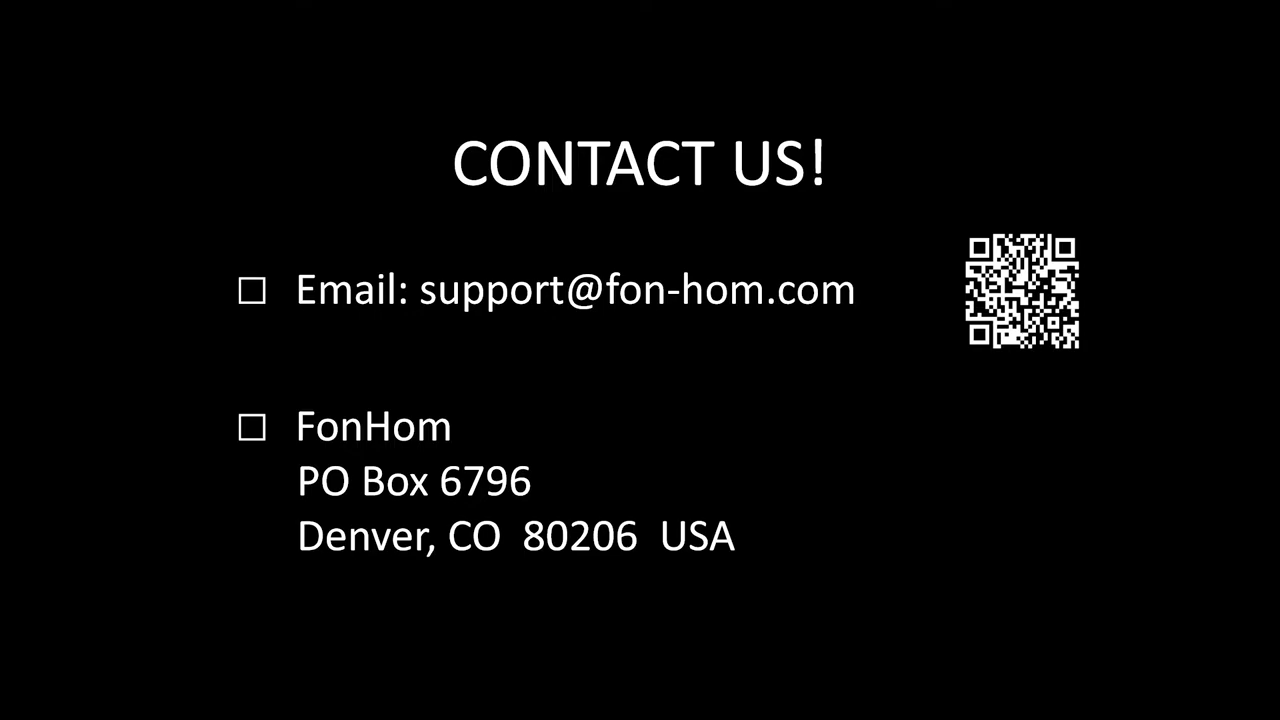 CONTACT US!
Email: support@fon-hom.com
FonHom
PO Box 6796
Denver, CO 80206 USA